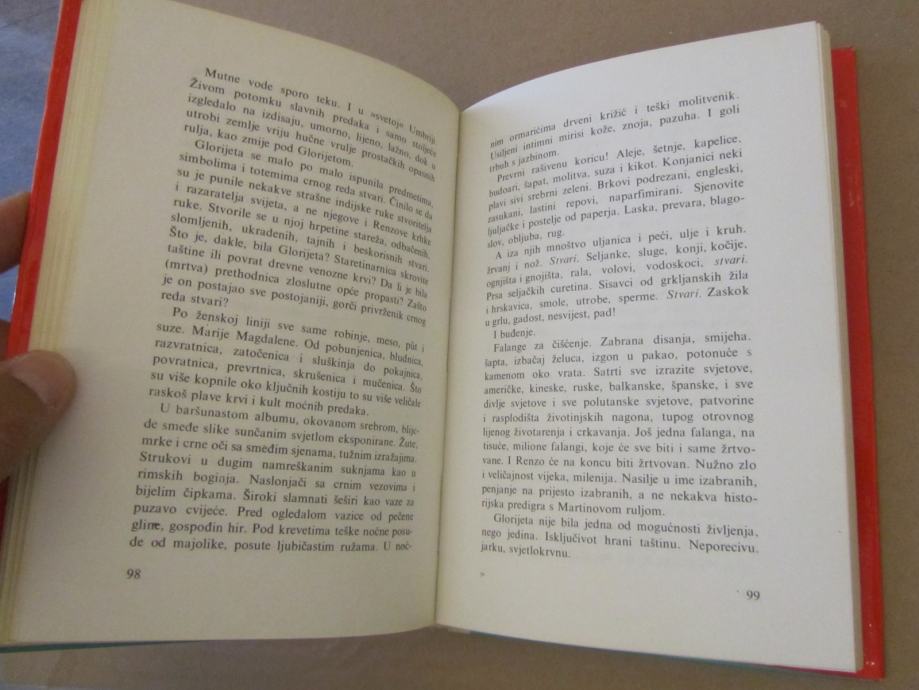 Mutne vode sporo teku. I u »svetoj« Umbriji.
Živom potomku slavnih predaka i samo stoljeće
izgledalo na izdisaju, umorno, lijeno, lažno, dok u
utrobi zemlje vriju hučne vrulje prostačkih opasnih
rulja, kao zmije pod Glorijetom.
Glorijeta se malo po malo ispunila predmetima,
simbolima i totemima crnog reda stvari. Činilo se da
su je punile nekakve strašne indijske ruke stvoritelja
i razaratelja svijeta, a ne njegove i Renzove krhke
ruke. Stvorile se u njoj hrpetine stareža, odbačenih,
slomljenih, ukradenih, tajnih i beskorisnih stvari.
Što je, dakle, bila Glorijeta? Staretinarnica skrovite
taštine ili povrat drevne venozne krvi? Da li je bila
(mrtva) prethodnica zloslutne opće propasti? Zašto
je on postajao sve postojaniji, gorči privrženik crnog
reda stvari?
Po ženskoj liniji sve same robinje, meso, pût i
suze. Marije Magdalene. Od pobunjenica, bludnica,
razvratnica, zatočenica i sluškinja do pokajnica,
povratnica, prevrtnica, skrušenica i mučenica. Što
su više kopnile oko ključnih kostiju to su više veličale
raskoš plave krvi i kult moćnih predaka.
U baršunastom albumu, okovanom srebrom, blije-
de smeđe slike sunčanim svjetlom eksponirane. Žute,
mrke i crne oči sa smeđim sjenama, tužnim izražajima.
Strukovi u dugim namreškanim suknjama kao u
rimskih boginja. Naslonjači sa crnim vezovima i
bijelim čipkama. Široki slamnati šeširi kao vaze za
puzavo cvijeće. Pred ogledalom vazice od pečene
gline, gospođin hir. Pod krevetima teške noćne posu-
de od majolike, posute ljubičastim ružama. U noć-
98
nim ormarićima drveni križić i teški molitvenik.
Usiljeni intimni mirisi kože, znoja, pazuha. I goli
trbuh s jazbinom.
Prevrni raśivenu koricu! Aleje, šetnje, kapelice,
budoari, šapat, molitva, suza i kikot. Konjanici neki
plavi sivi srebrni zeleni. Brkovi podrezani, engleski,
zasukani, lastini repovi, naparfimirani. Sjenovite
ljuljačke i postelje od paperja. Laska, prevara, blago-
slov, obljuba, rug.
A iza njih mnoštvo uljanica i peći, ulje i kruh.
žrvanj i nož. Stvari. Seljanke, sluge, konji, kočije,
ognjišta i gnojišta, rala, volovi, vodoskoci, stvari.
Prsa seljačkih curetina. Sisavci od grkljanskih žila
i hrskavica, smole, utrobe, sperme. Stvari. Zaskok
u grlu, gadost, nesvijest, pad!
I buđenje.
Falange za čišćenje. Zabrana disanja, smijeha.
šapta, izbačaj želuca, izgon u pakao, potonuće s
kamenom oko vrata. Satrti sve izrazite svjetove,
američke, kineske, ruske, balkanske, španske, i sve
divlje svjetove i sve polutanske svjetove, patvorine
i rasplodišta životinjskih nagona, tupog otrovnog
lijenog životarenja i crkavanja. Još jedna falanga, na
tisuće, milione falangi, koje će sve biti i same žrtvo-
vane. I Renzo će na koncu biti žrtvovan. Nužno zlo
i veličajnost vijeka, milenija. Nasilje u ime izabranih,
penjanje na prijesto izabranih, a ne nekakva histo-
rijska predigra s Martinovom ruljom.
Glorijeta nije bila jedna od mogućnosti življenja,
nego jedina. Isključivot hrani taštinu. Neporecivu.
jarku, svjetlokrvnu.
99